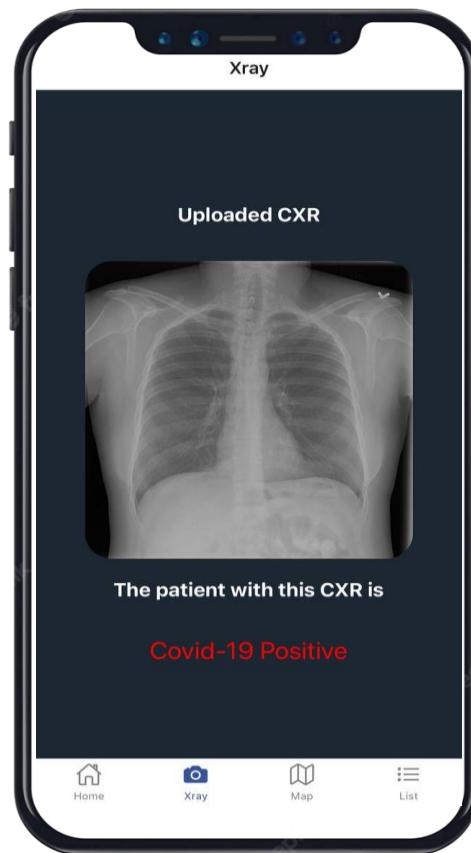 Xray
Uploaded CXR
The patient with this CXR is
Covid-19 Positive
Home Xray Map List